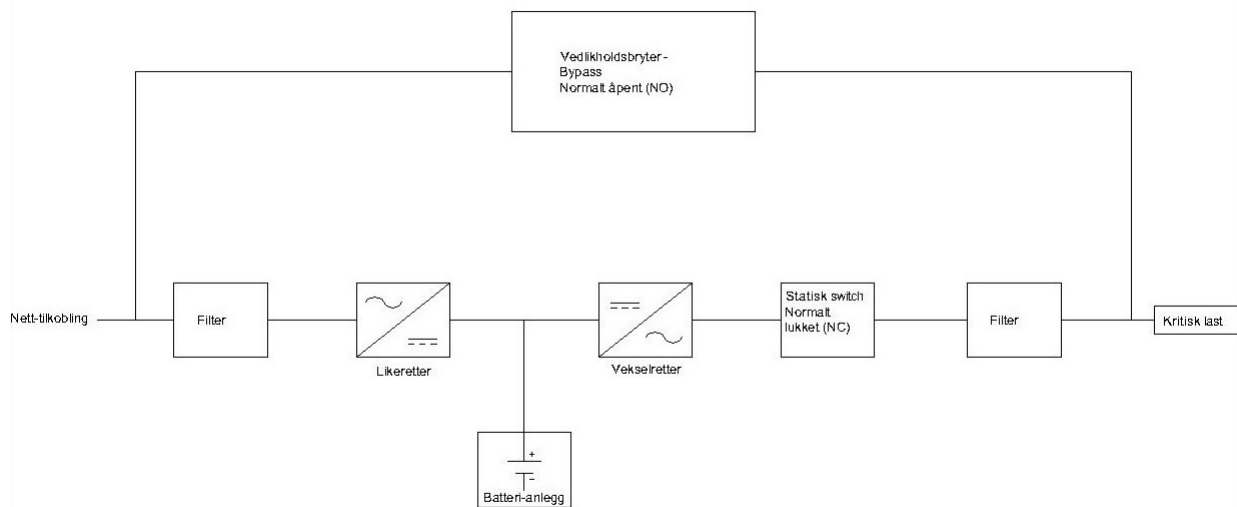 Vedlikholdsbryter -
Bypass
Normalt åpent (NO)
Nett-tilkobling
Filter
Likeretter
Vekselretter
Statisk switch
Normalt
lukket (NC)
Filter
Kritisk last
+
-
Batteri-anlegg